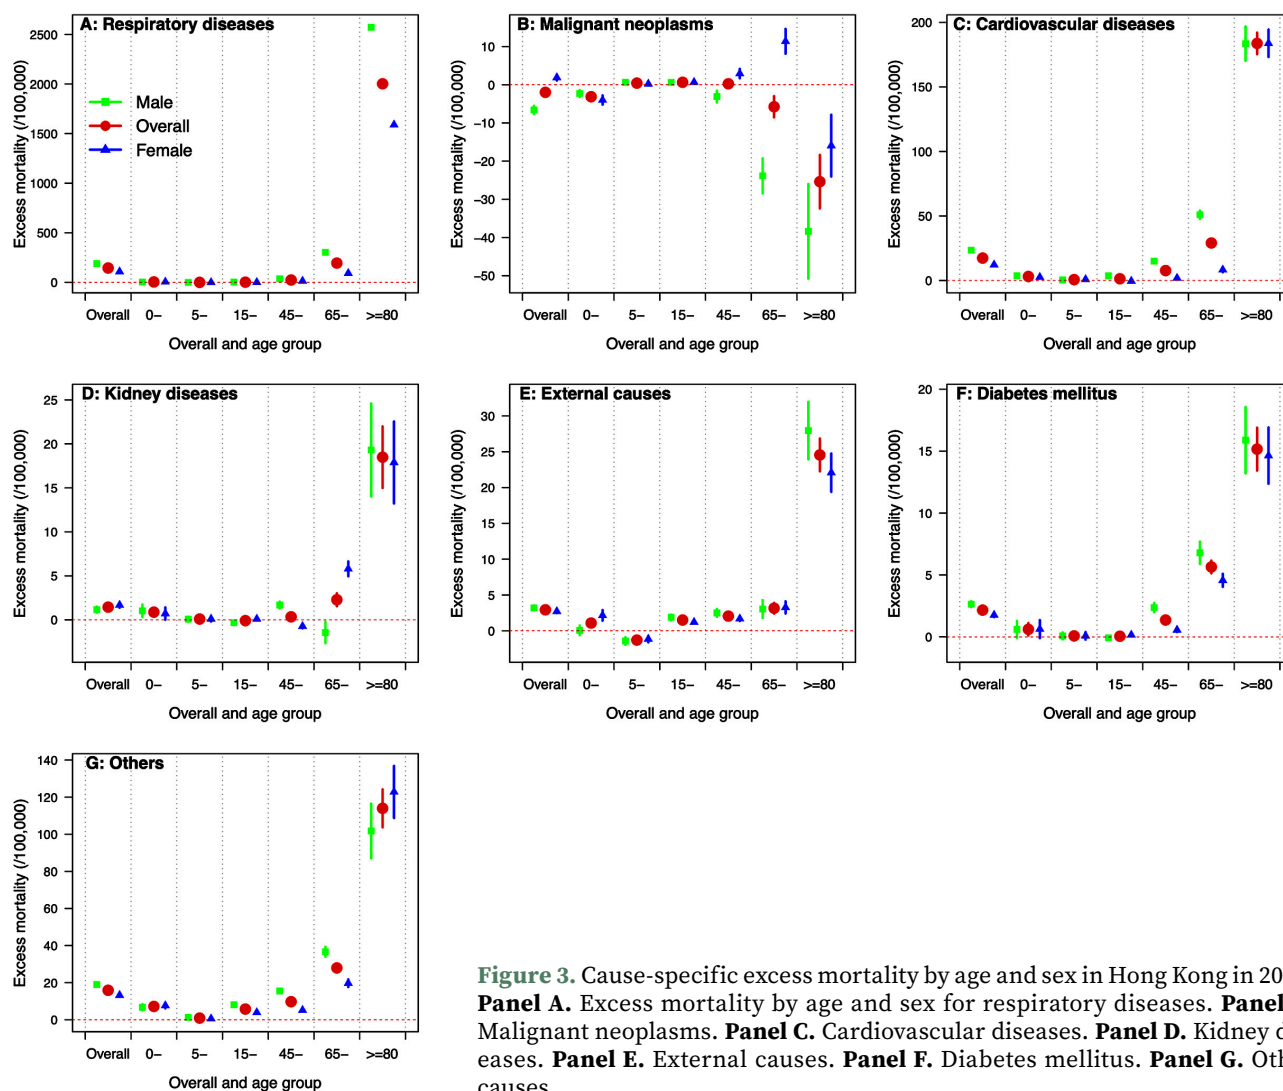 A: Respiratory diseases
Excess mortality (/100,000)
2500
2000
1500
1000
500
0
Male
Overall
Female
Overall 0– 5– 15– 45– 65– >=80
Overall and age group
B: Malignant neoplasms
Excess mortality (/100,000)
10
0
−10
−20
−30
−40
−50
Overall 0– 5– 15– 45– 65– >=80
Overall and age group
C: Cardiovascular diseases
Excess mortality (/100,000)
200
150
100
50
0
Overall 0– 5– 15– 45– 65– >=80
Overall and age group
D: Kidney diseases
Excess mortality (/100,000)
25
20
15
10
5
0
Overall 0– 5– 15– 45– 65– >=80
Overall and age group
E: External causes
Excess mortality (/100,000)
30
25
20
15
10
5
0
Overall 0– 5– 15– 45– 65– >=80
Overall and age group
F: Diabetes mellitus
Excess mortality (/100,000)
20
15
10
5
0
Overall 0– 5– 15– 45– 65– >=80
Overall and age group
G: Others
Excess mortality (/100,000)
140
120
100
80
60
40
20
0
Overall 0– 5– 15– 45– 65– >=80
Overall and age group
Figure 3. Cause-specific excess mortality by age and sex in Hong Kong in 20
Panel A. Excess mortality by age and sex for respiratory diseases. Panel
Malignant neoplasms. Panel C. Cardiovascular diseases. Panel D. Kidney d
eases. Panel E. External causes. Panel F. Diabetes mellitus. Panel G. Oth
causes